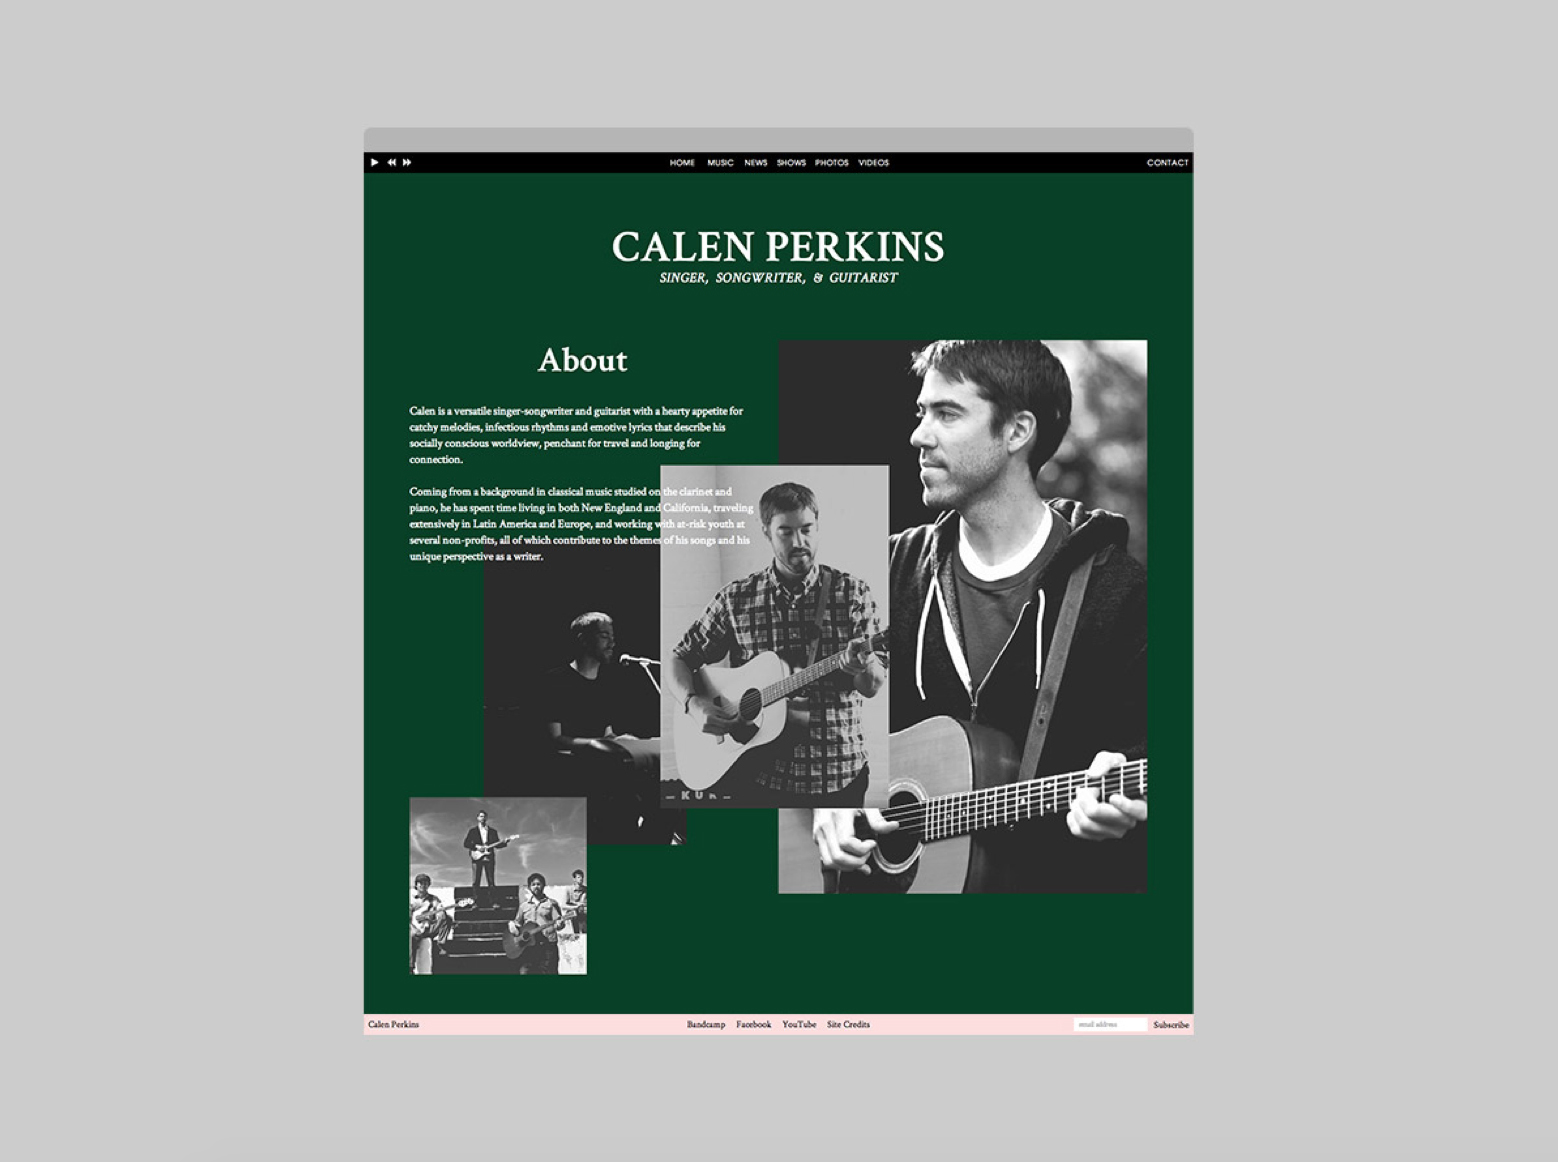 HOME MUSIC NEWS SHOWS PHOTOS VIDEOS CONTACT
CALEN PERKINS
SINGER, SONGWRITER, & GUITARIST
About
Calen is a versatile singer-songwriter and guitarist with a hearty appetite for
catchy melodies, infectious rhythms and emotive lyrics that describe his
socially conscious worldview, penchant for travel and longing for
connection.
Coming from a background in classical music studied on the clarinet and
piano, he has spent time living in both New England and California, traveling
extensively in Latin America and Europe, and working with at-risk youth at
several non-profits, all of which contribute to the themes of his songs and his
unique perspective as a writer.
Calen Perkins Bandcamp Facebook YouTube Site Credits email address Subscribe